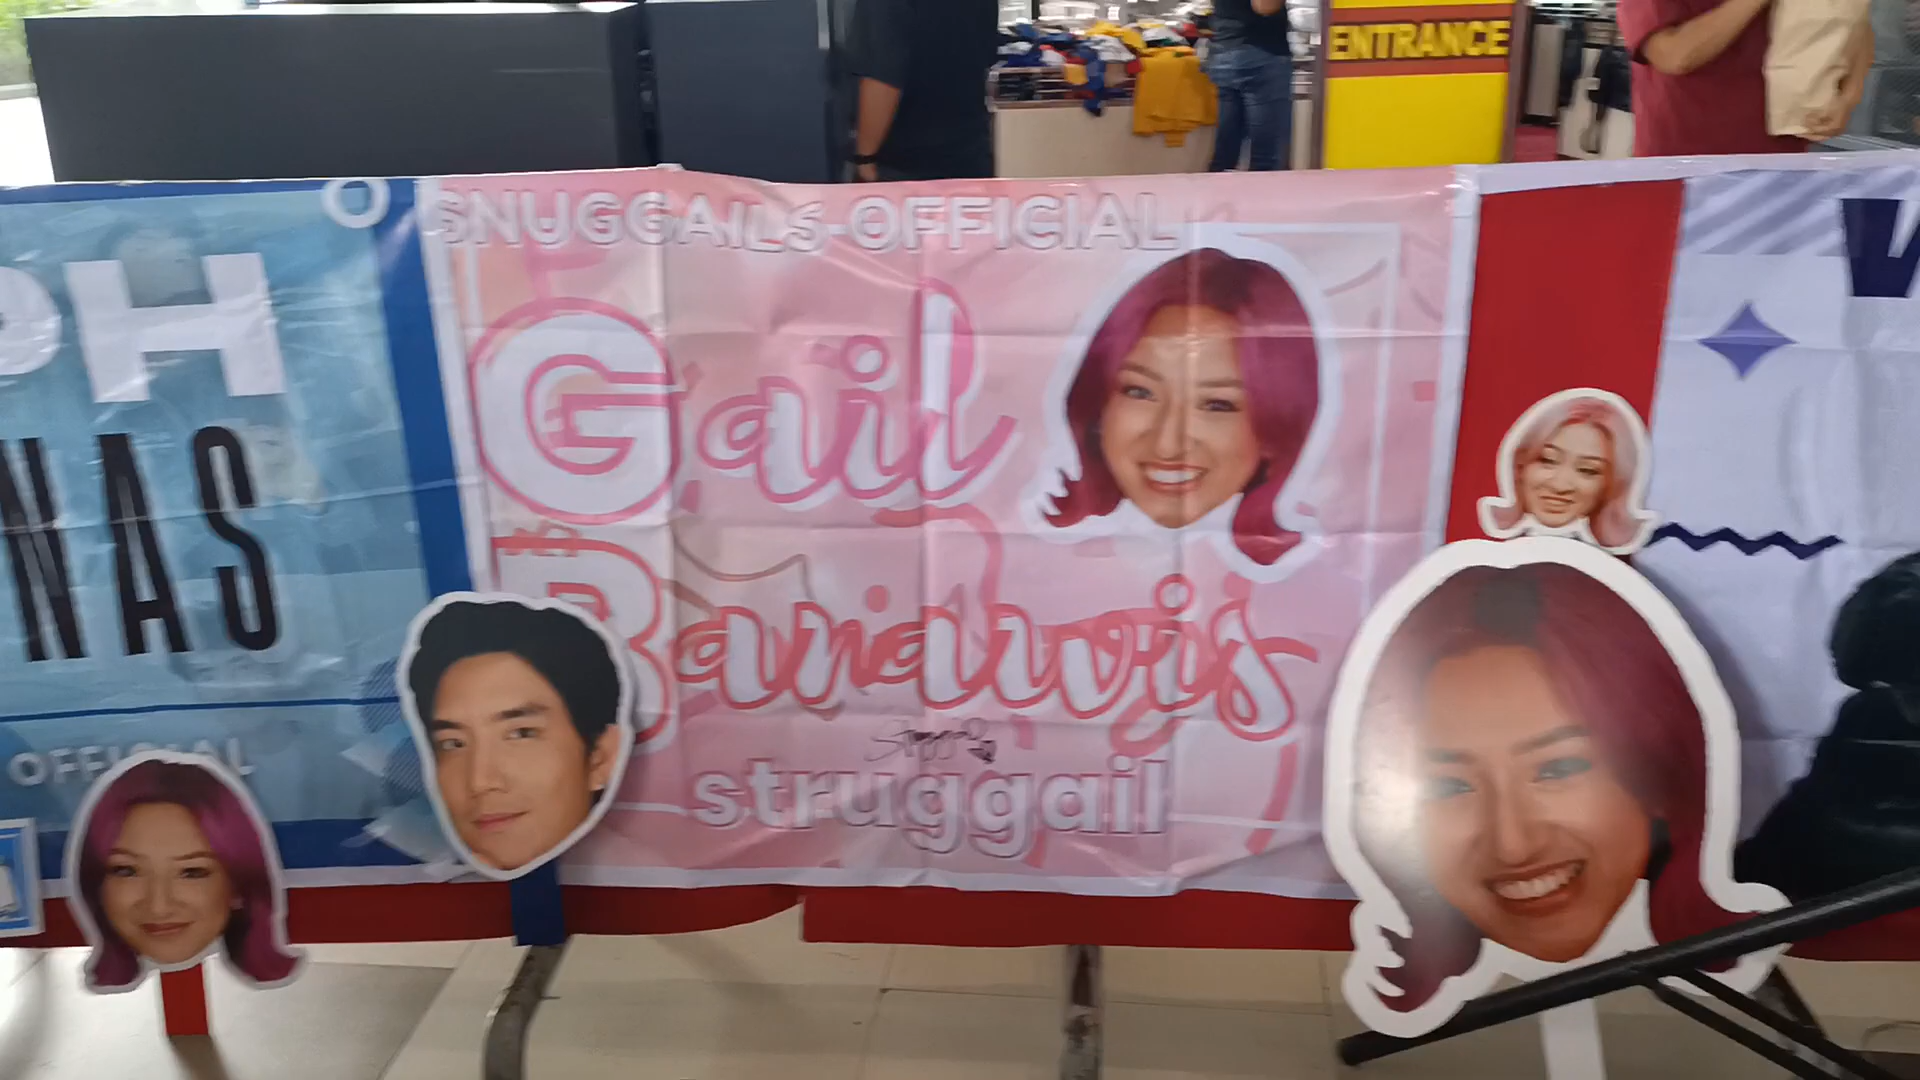 ENTRANCE
SNUGGAILS-OFFICIAL
PH
Gail
NAS
Banawis
OFFICIAL
struggail